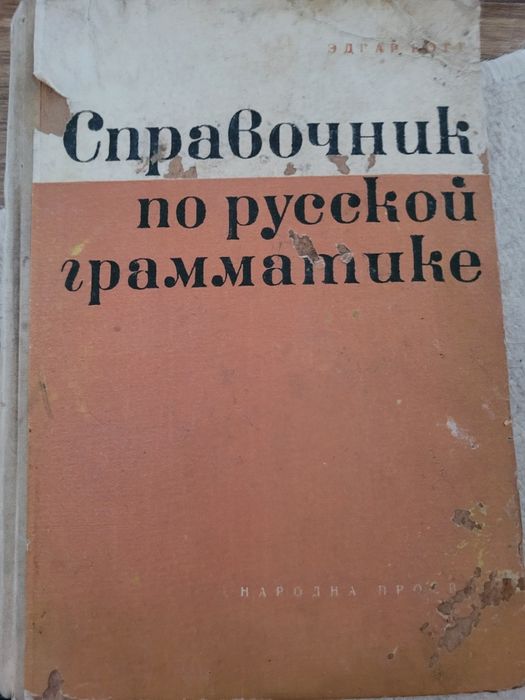 ЭДГАР
Справочник
по русской
грамматике
НАРОДНА